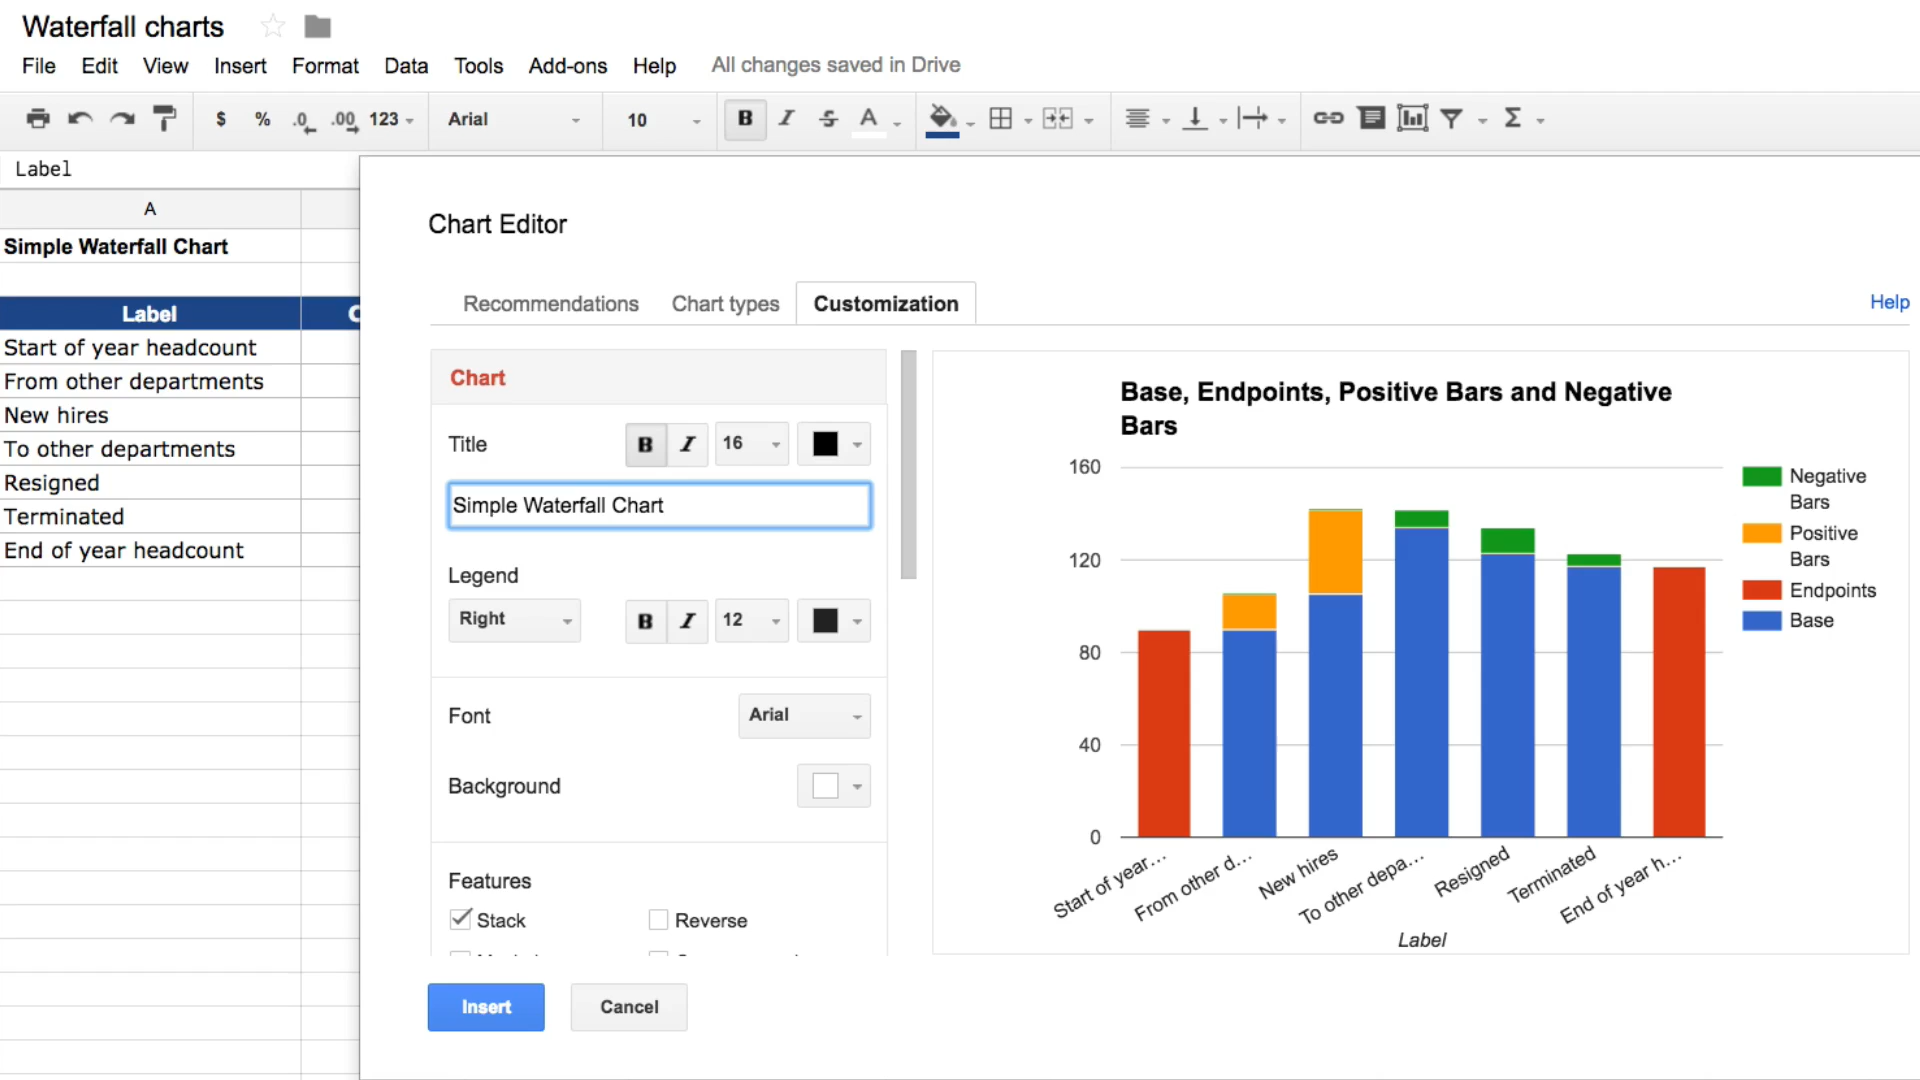 Waterfall charts
File Edit View Insert Format Data Tools Add-ons Help All changes saved in Drive
$ % .0 .00 123 Arial 10 B I S A Σ
Label
A
Simple Waterfall Chart
Label
Start of year headcount
From other departments
New hires
To other departments
Resigned
Terminated
End of year headcount
Chart Editor
Recommendations Chart types Customization Help
Chart
Title B I 16
Simple Waterfall Chart
Legend
Right B I 12
Font Arial
Background
Features
Stack Reverse
Insert Cancel
Base, Endpoints, Positive Bars and Negative
Bars
160
120
80
40
0
Start of year...
From other d...
New hires
To other depa...
Resigned
Terminated
End of year h...
Label
Negative
Bars
Positive
Bars
Endpoints
Base